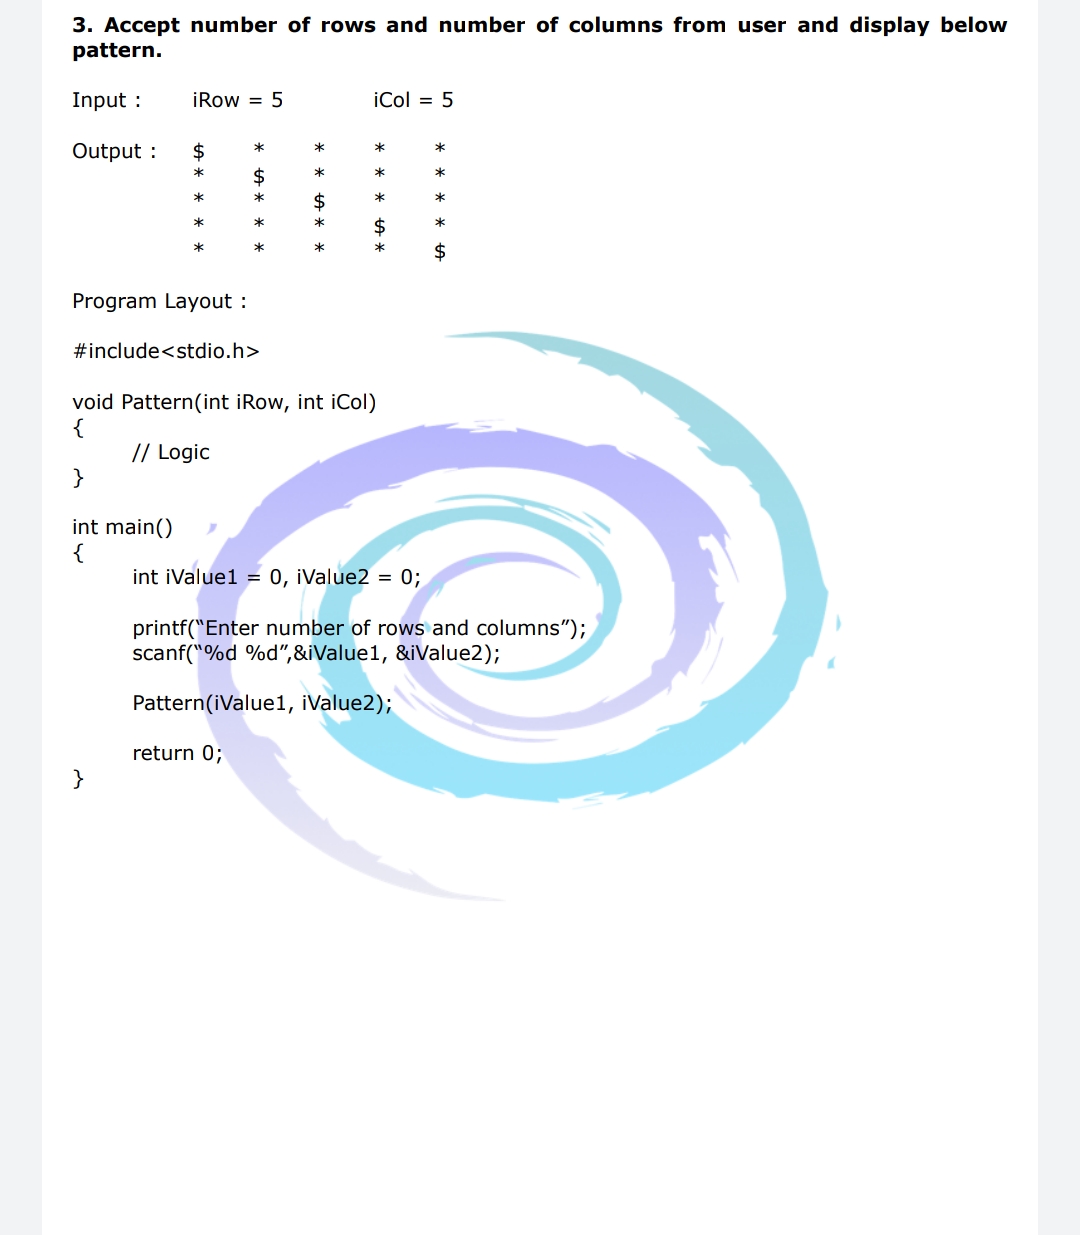 3. Accept number of rows and number of columns from user and display below
pattern.
Input : iRow = 5 iCol = 5
Output : $ * * * *
* $ * * *
* * $ * *
* * * $ *
* * * * $
Program Layout :
#include<stdio.h>
void Pattern(int iRow, int iCol)
{
// Logic
}
int main()
{
int iValue1 = 0, iValue2 = 0;
printf(“Enter number of rows and columns”);
scanf(“%d %d”,&iValue1, &iValue2);
Pattern(iValue1, iValue2);
return 0;
}